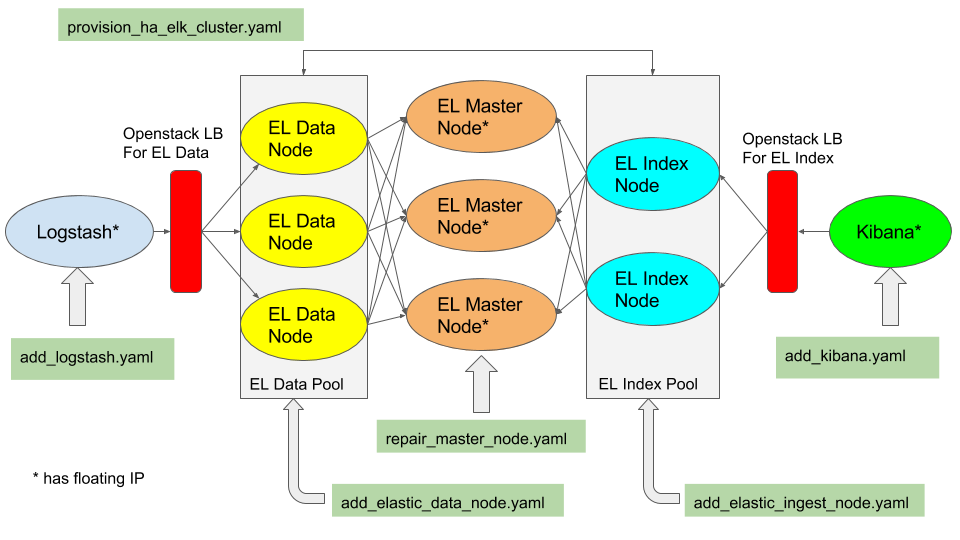 provision_ha_elk_cluster.yaml
Openstack LB
For EL Data
EL Data
Node
EL Data
Node
EL Data
Node
EL Data Pool
EL Master
Node*
EL Master
Node*
EL Master
Node*
EL Index
Node
EL Index
Node
EL Index Pool
Openstack LB
For EL Index
Logstash*
Kibana*
add_logstash.yaml
add_kibana.yaml
repair_master_node.yaml
* has floating IP
add_elastic_data_node.yaml
add_elastic_ingest_node.yaml